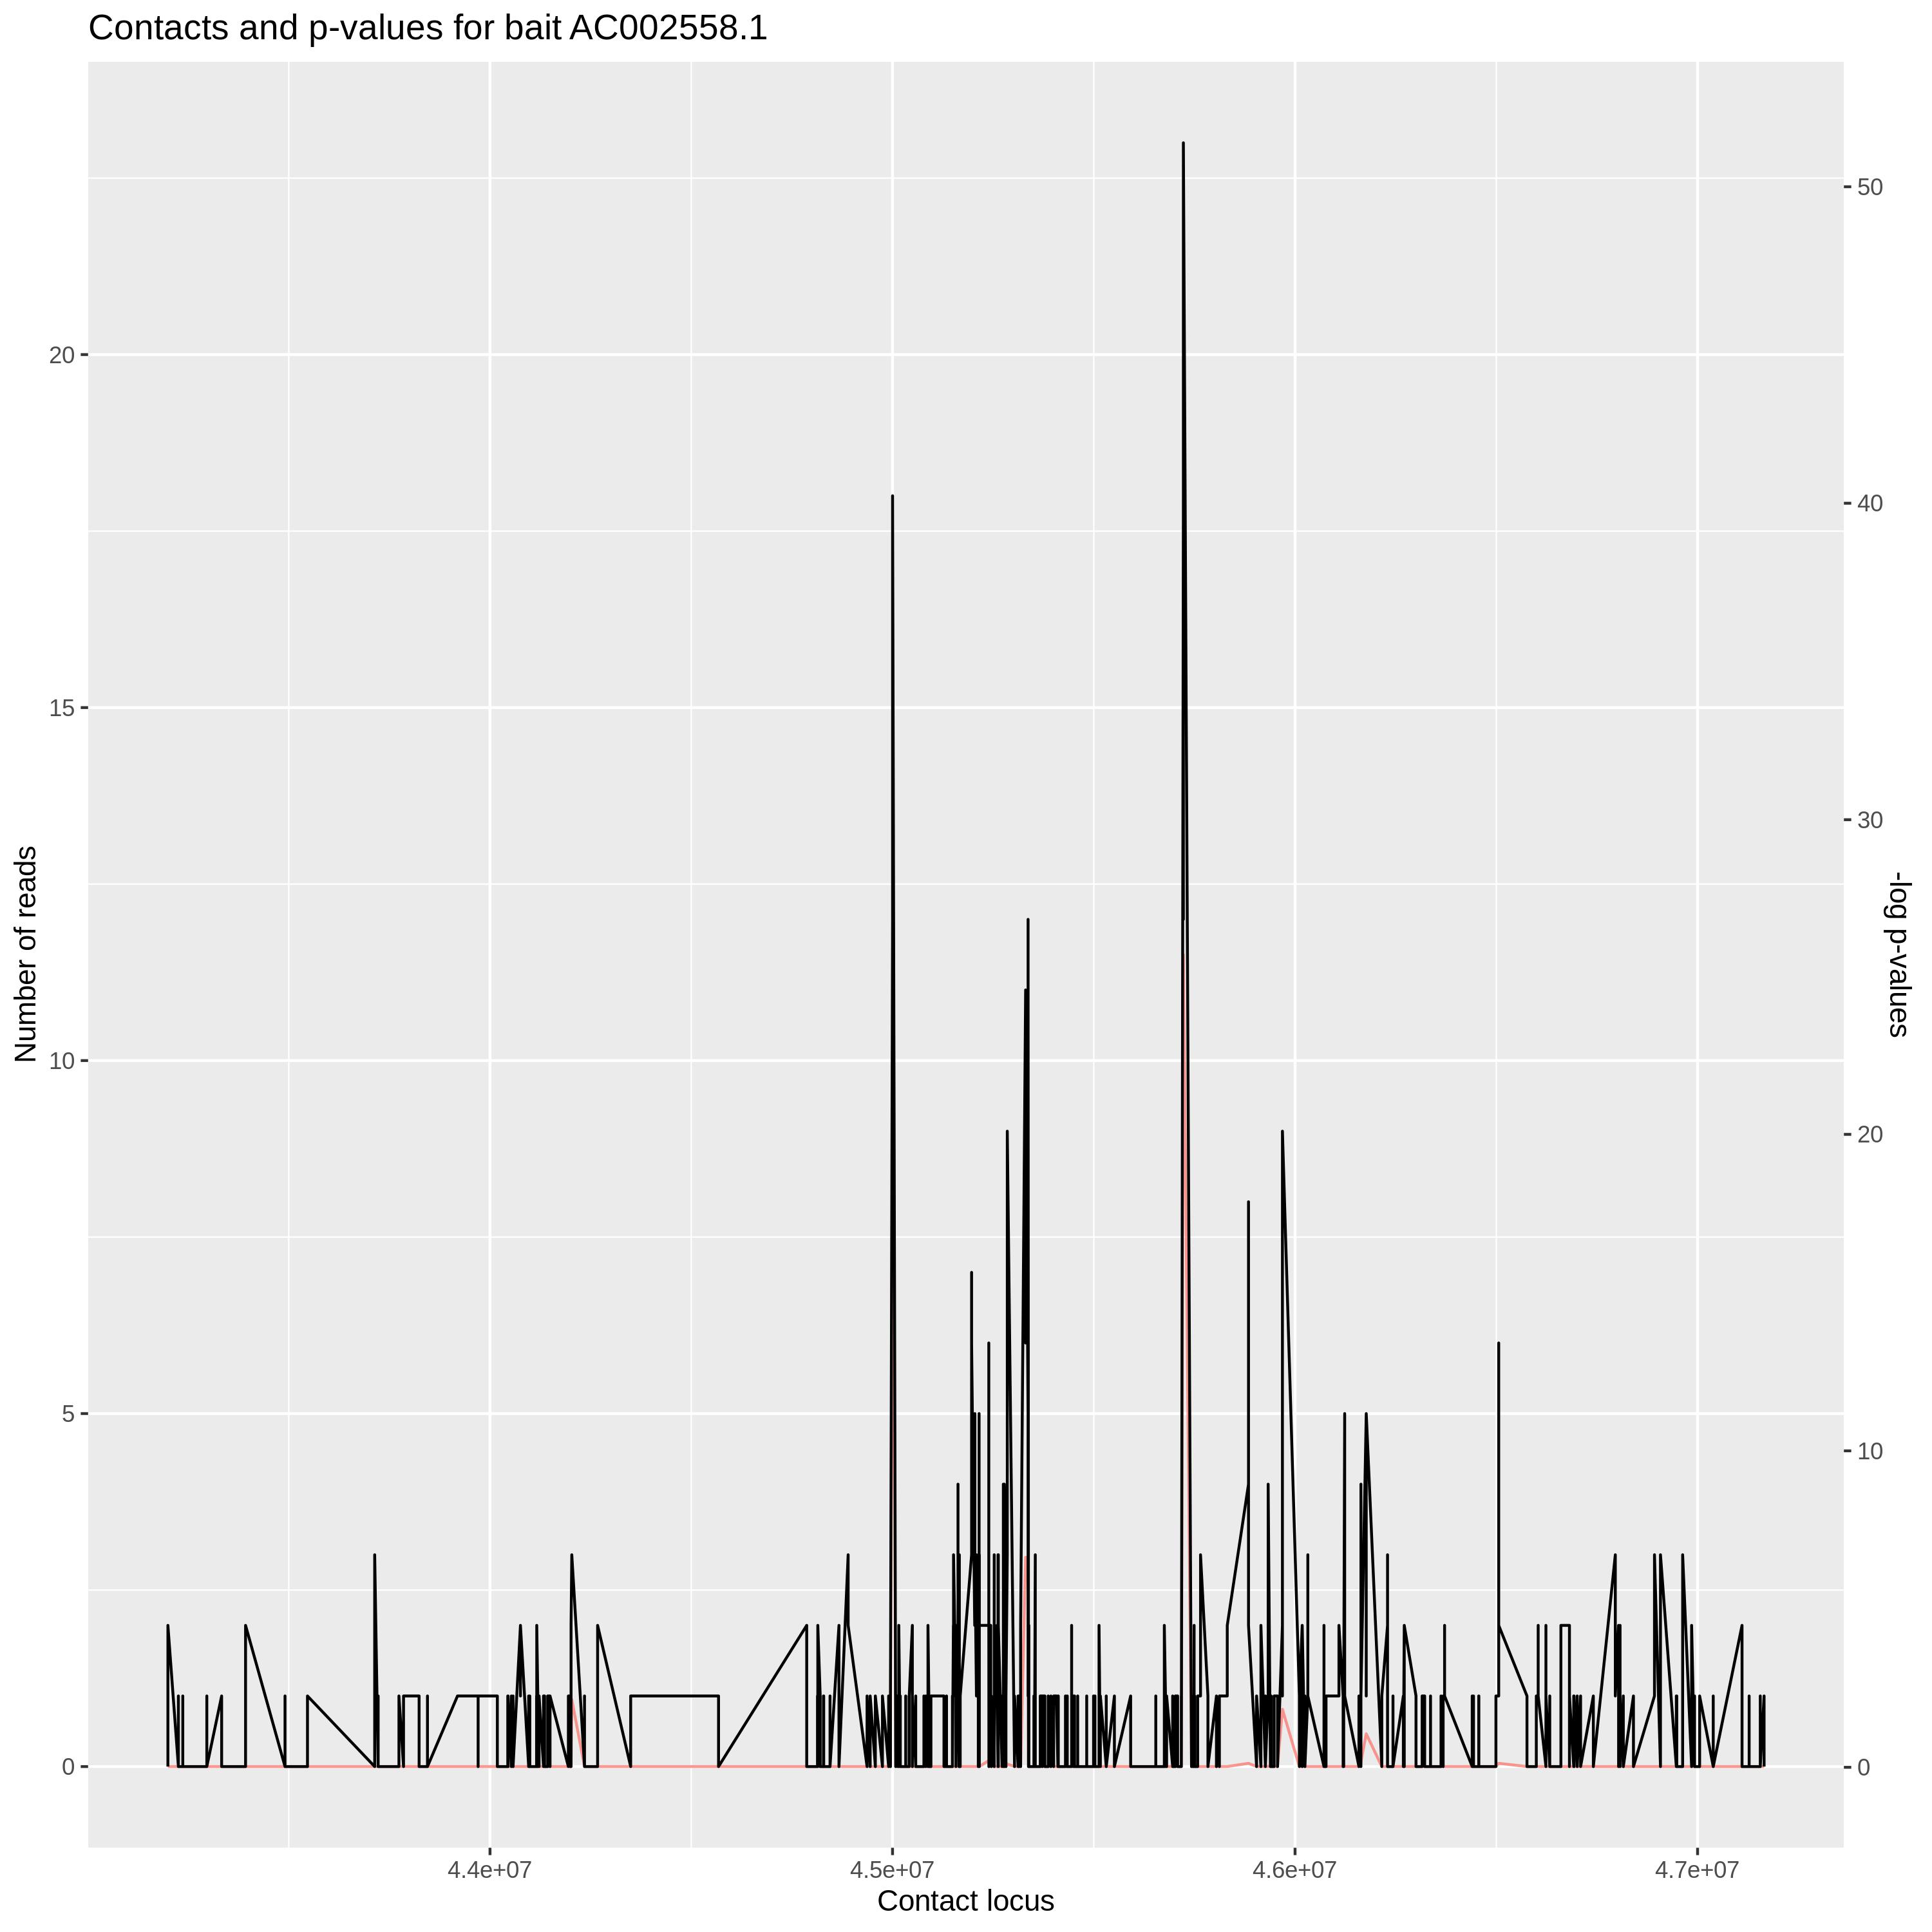 Contacts and p-values for bait AC002558.1
Number of reads
20
15
10
5
0
50
40
30
20
10
0
-log p-values
4.4e+07 4.5e+07 4.6e+07 4.7e+07
Contact locus